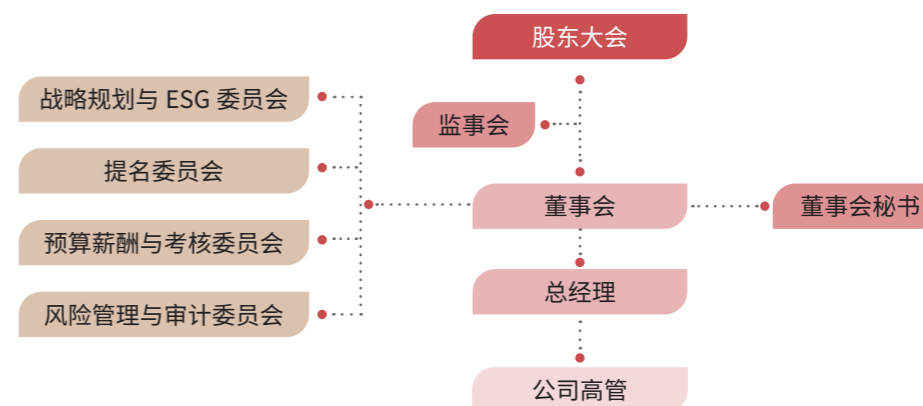 股东大会
战略规划与 ESG 委员会
监事会
提名委员会
董事会
董事会秘书
预算薪酬与考核委员会
总经理
风险管理与审计委员会
公司高管